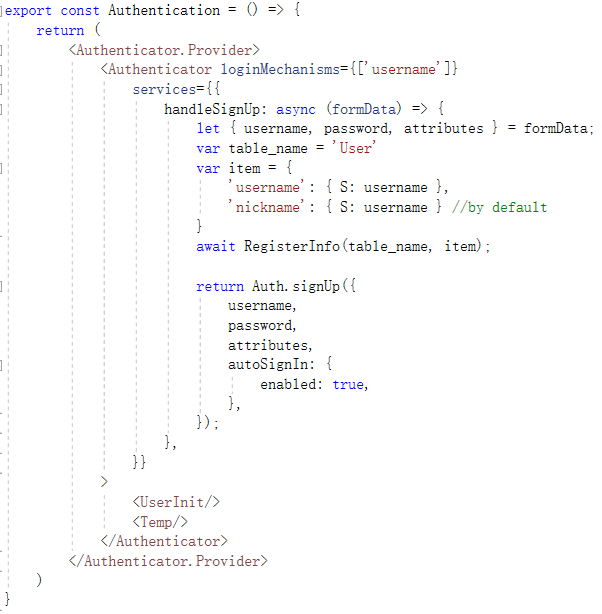 export const Authentication = () => {
    return (
        <Authenticator.Provider>
            <Authenticator loginMechanisms={['username']}
                services={{
                    handleSignUp: async (formData) => {
                        let { username, password, attributes } = formData;
                        var table_name = 'User'
                        var item = {
                            'username': { S: username },
                            'nickname': { S: username } //by default
                        }
                        await RegisterInfo(table_name, item);

                        return Auth.signUp({
                            username,
                            password,
                            attributes,
                            autoSignIn: {
                                enabled: true,
                            },
                        });
                    },
                }}
            >
                <UserInit/>
                <Temp/>
            </Authenticator>
        </Authenticator.Provider>
    )
}